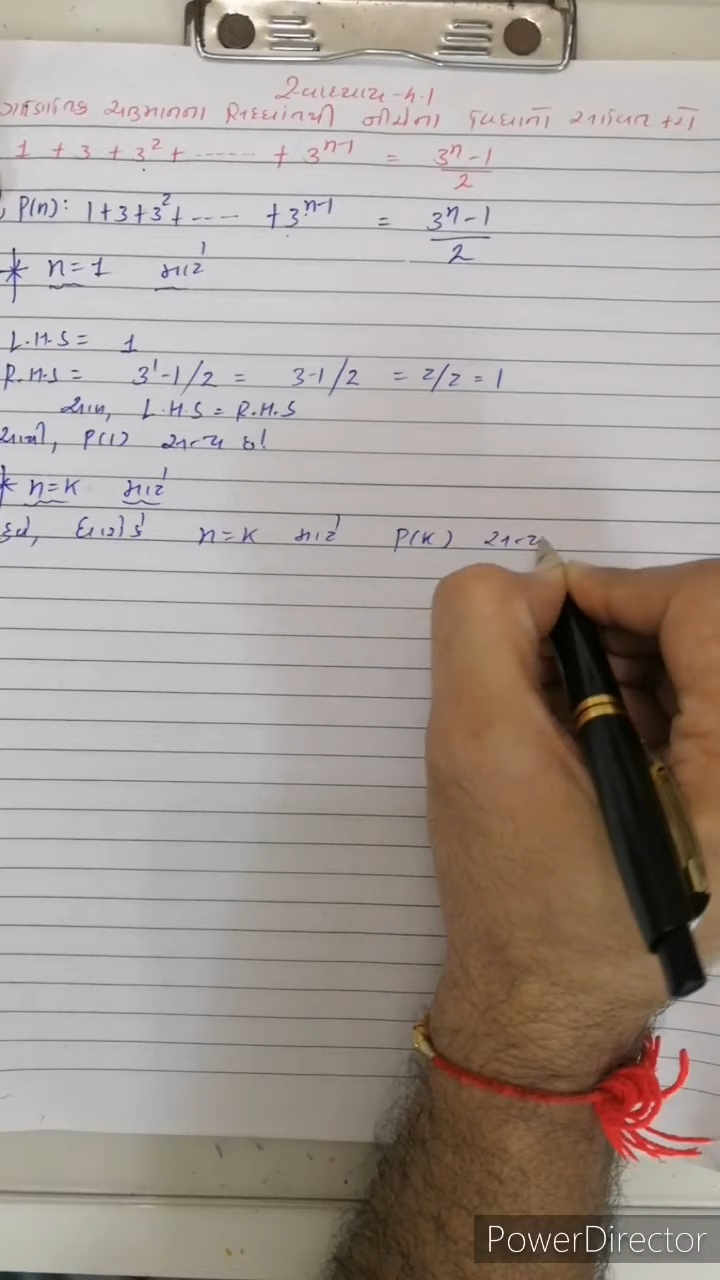 સ્વાધ્યાય-4.1
ગાણિતિક અનુમાનના સિદ્ધાંતથી નીચેના વિધાનો સાબિત કરો
1 + 3 + 3² + ...... + 3ⁿ⁻¹ = 3ⁿ - 1 / 2
P(n): 1 + 3 + 3² + ...... + 3ⁿ⁻¹ = 3ⁿ - 1 / 2
* n = 1 માટે
L.H.S = 1
R.H.S = 3¹-1/2 = 3-1/2 = 2/2 = 1
આમ, L.H.S = R.H.S
આથી, P(1) સત્ય છે.
* n = K માટે
હવે, ધારો કે n = K માટે P(K) સત્ય
PowerDirector